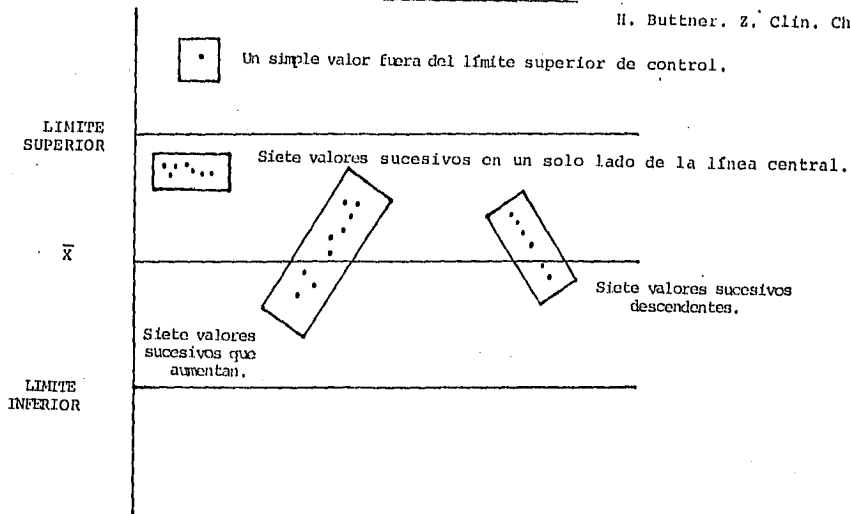 H. Buttner. Z. Clin. Ch
Un simple valor fuera del límite superior de control.
LIMITE
SUPERIOR
Siete valores sucesivos en un solo lado de la línea central.
X̄
Siete valores sucesivos
descendentes.
Siete valores
sucesivos que
aumentan.
LIMITE
INFERIOR